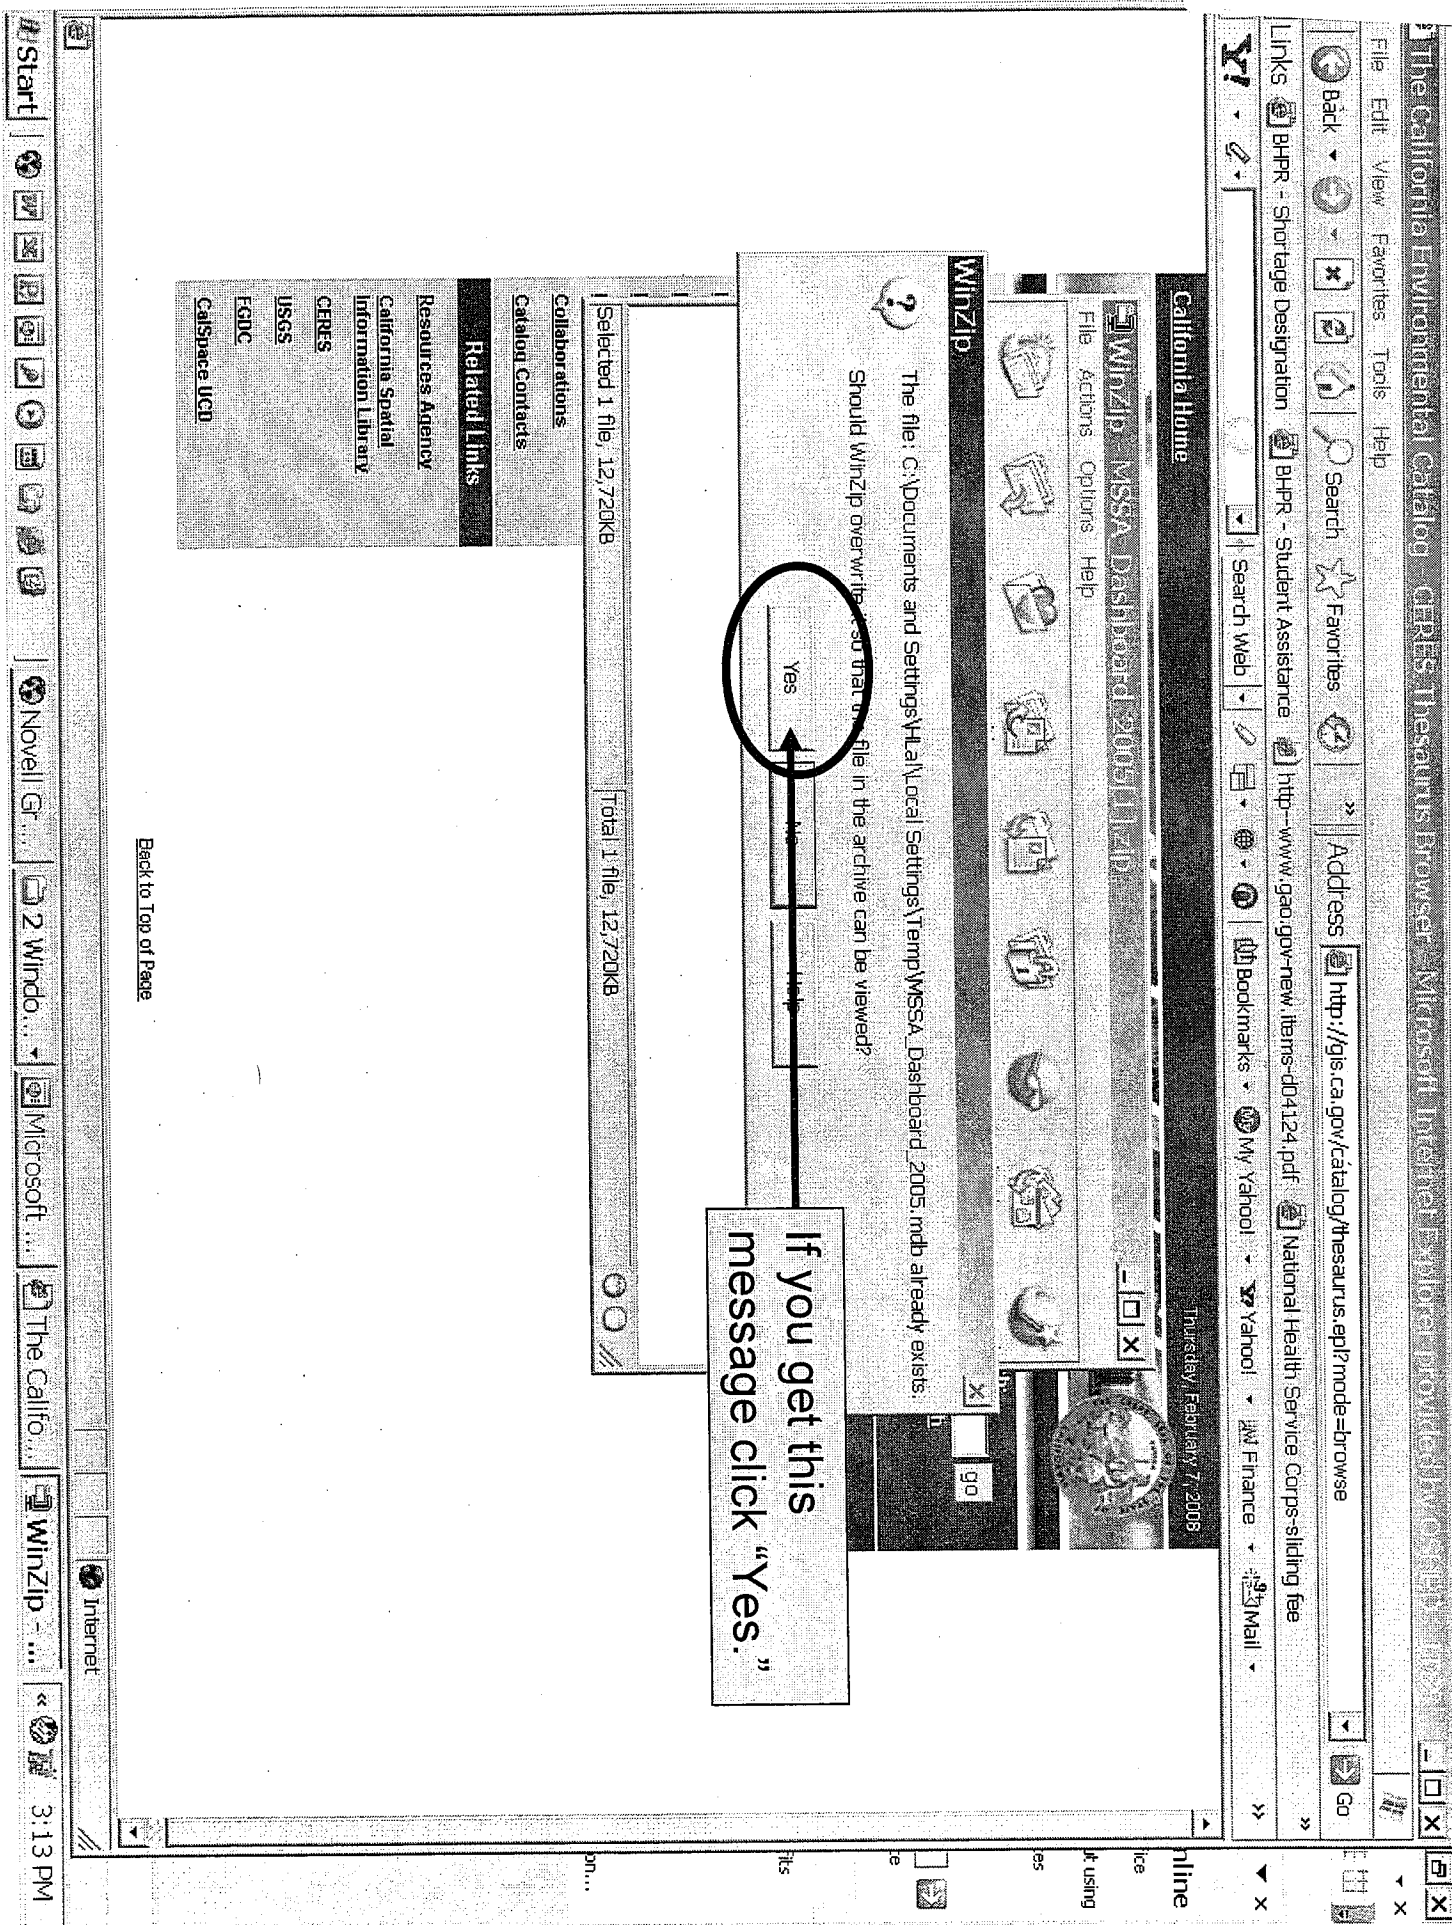 The California Environmental Catalog - CERES Thesaurus Browser - Microsoft Internet Explorer provided by
File Edit View Favorites Tools Help
Back Search Favorites » Address http://gis.ca.gov/catalog/thesaurus.epl?mode=browse Go
Links BHPR - Shortage Designation BHPR - Student Assistance http--www.gao.gov-new.items-d04124.pdf National Health Service Corps-sliding fee »
Y! Search Web Bookmarks My Yahoo! Yahoo! Finance Mail »
California Home
Thursday, February 7, 2008
WinZip - MSSA_Dashboard_2005[1].ZIP
File Actions Options Help
WinZip
go
The file: C:\Documents and Settings\HLal\Local Settings\Temp\MSSA_Dashboard_2005.mdb already exists.
Should WinZip overwrite it so that the file in the archive can be viewed?
Yes No Help
If you get this
message click “Yes.”
Selected 1 file, 12,720KB Total 1 file, 12,720KB
Collaborations
Catalog Contacts
Related Links
Resources Agency
California Spatial
Information Library
CERES
USGS
FGDC
CalSpace UCD
Back to Top of Page
Internet
nline
ice
ut using
es
e
its
on...
Start Novell Gr... 2 Windo... Microsoft ... The Califo... WinZip - ... « 3:13 PM